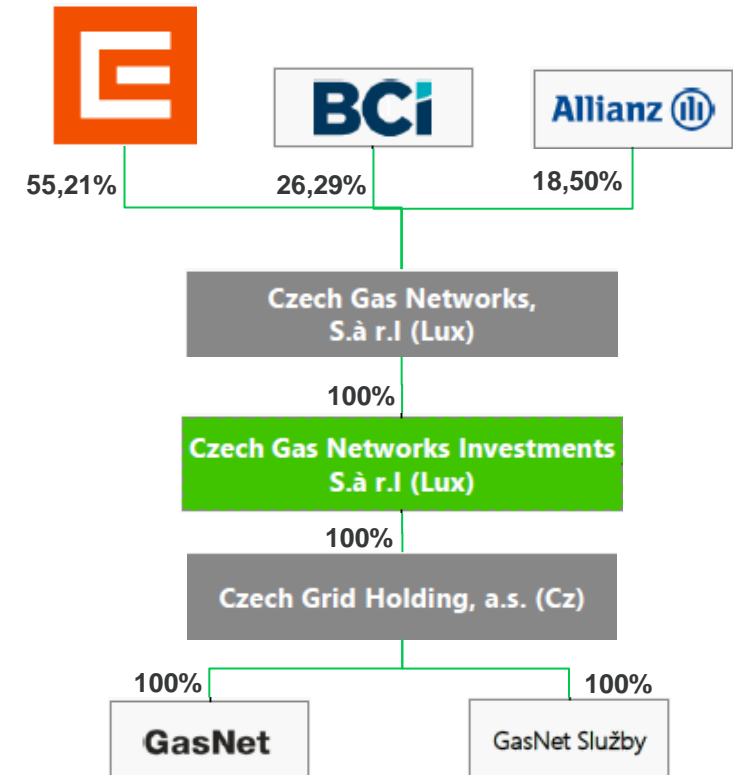 BCi
Allianz
55,21%
26,29%
18,50%
Czech Gas Networks,
S.à r.l (Lux)
100%
Czech Gas Networks Investments
S.à r.l (Lux)
100%
Czech Grid Holding, a.s. (Cz)
100%
100%
GasNet
GasNet Služby